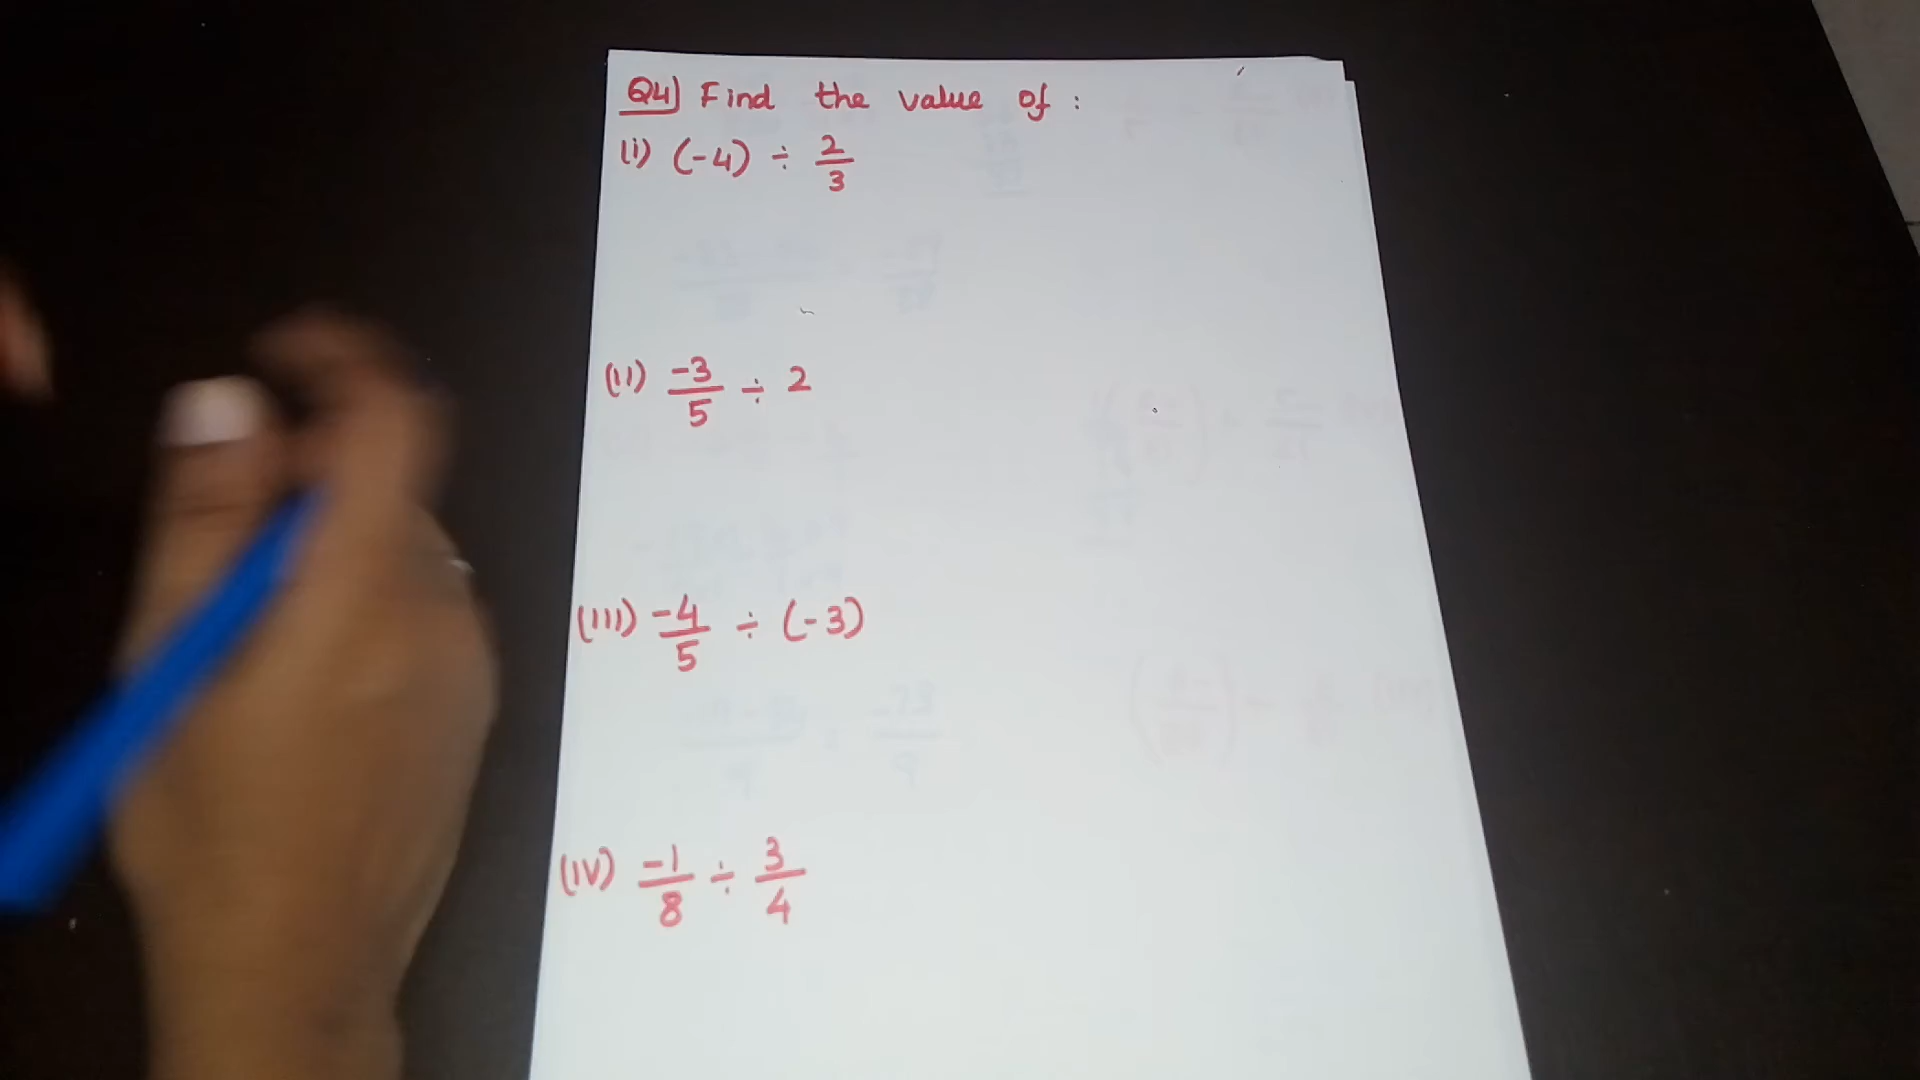 Q4) Find the value of :
(i) (-4) ÷ 2/3
(ii) -3/5 ÷ 2
(iii) -4/5 ÷ (-3)
(iv) -1/8 ÷ 3/4